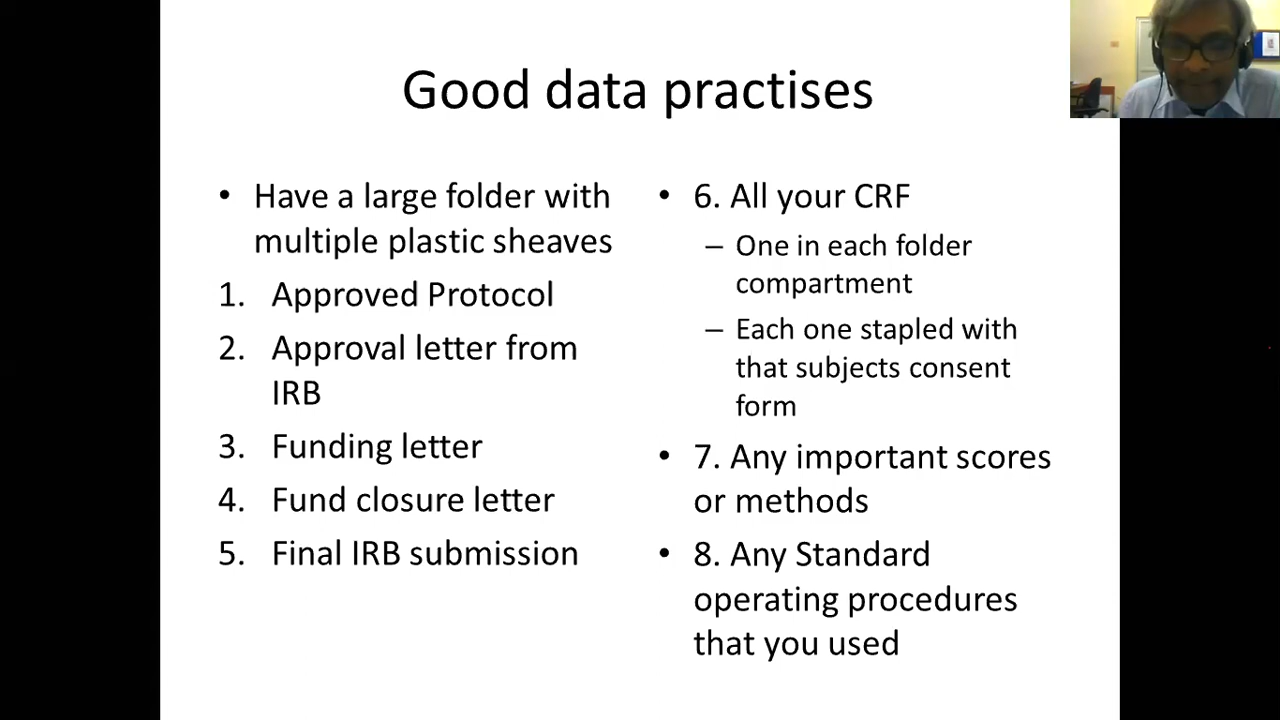 Good data practises
• Have a large folder with
multiple plastic sheaves
1. Approved Protocol
2. Approval letter from
IRB
3. Funding letter
4. Fund closure letter
5. Final IRB submission
• 6. All your CRF
– One in each folder
compartment
– Each one stapled with
that subjects consent
form
• 7. Any important scores
or methods
• 8. Any Standard
operating procedures
that you used